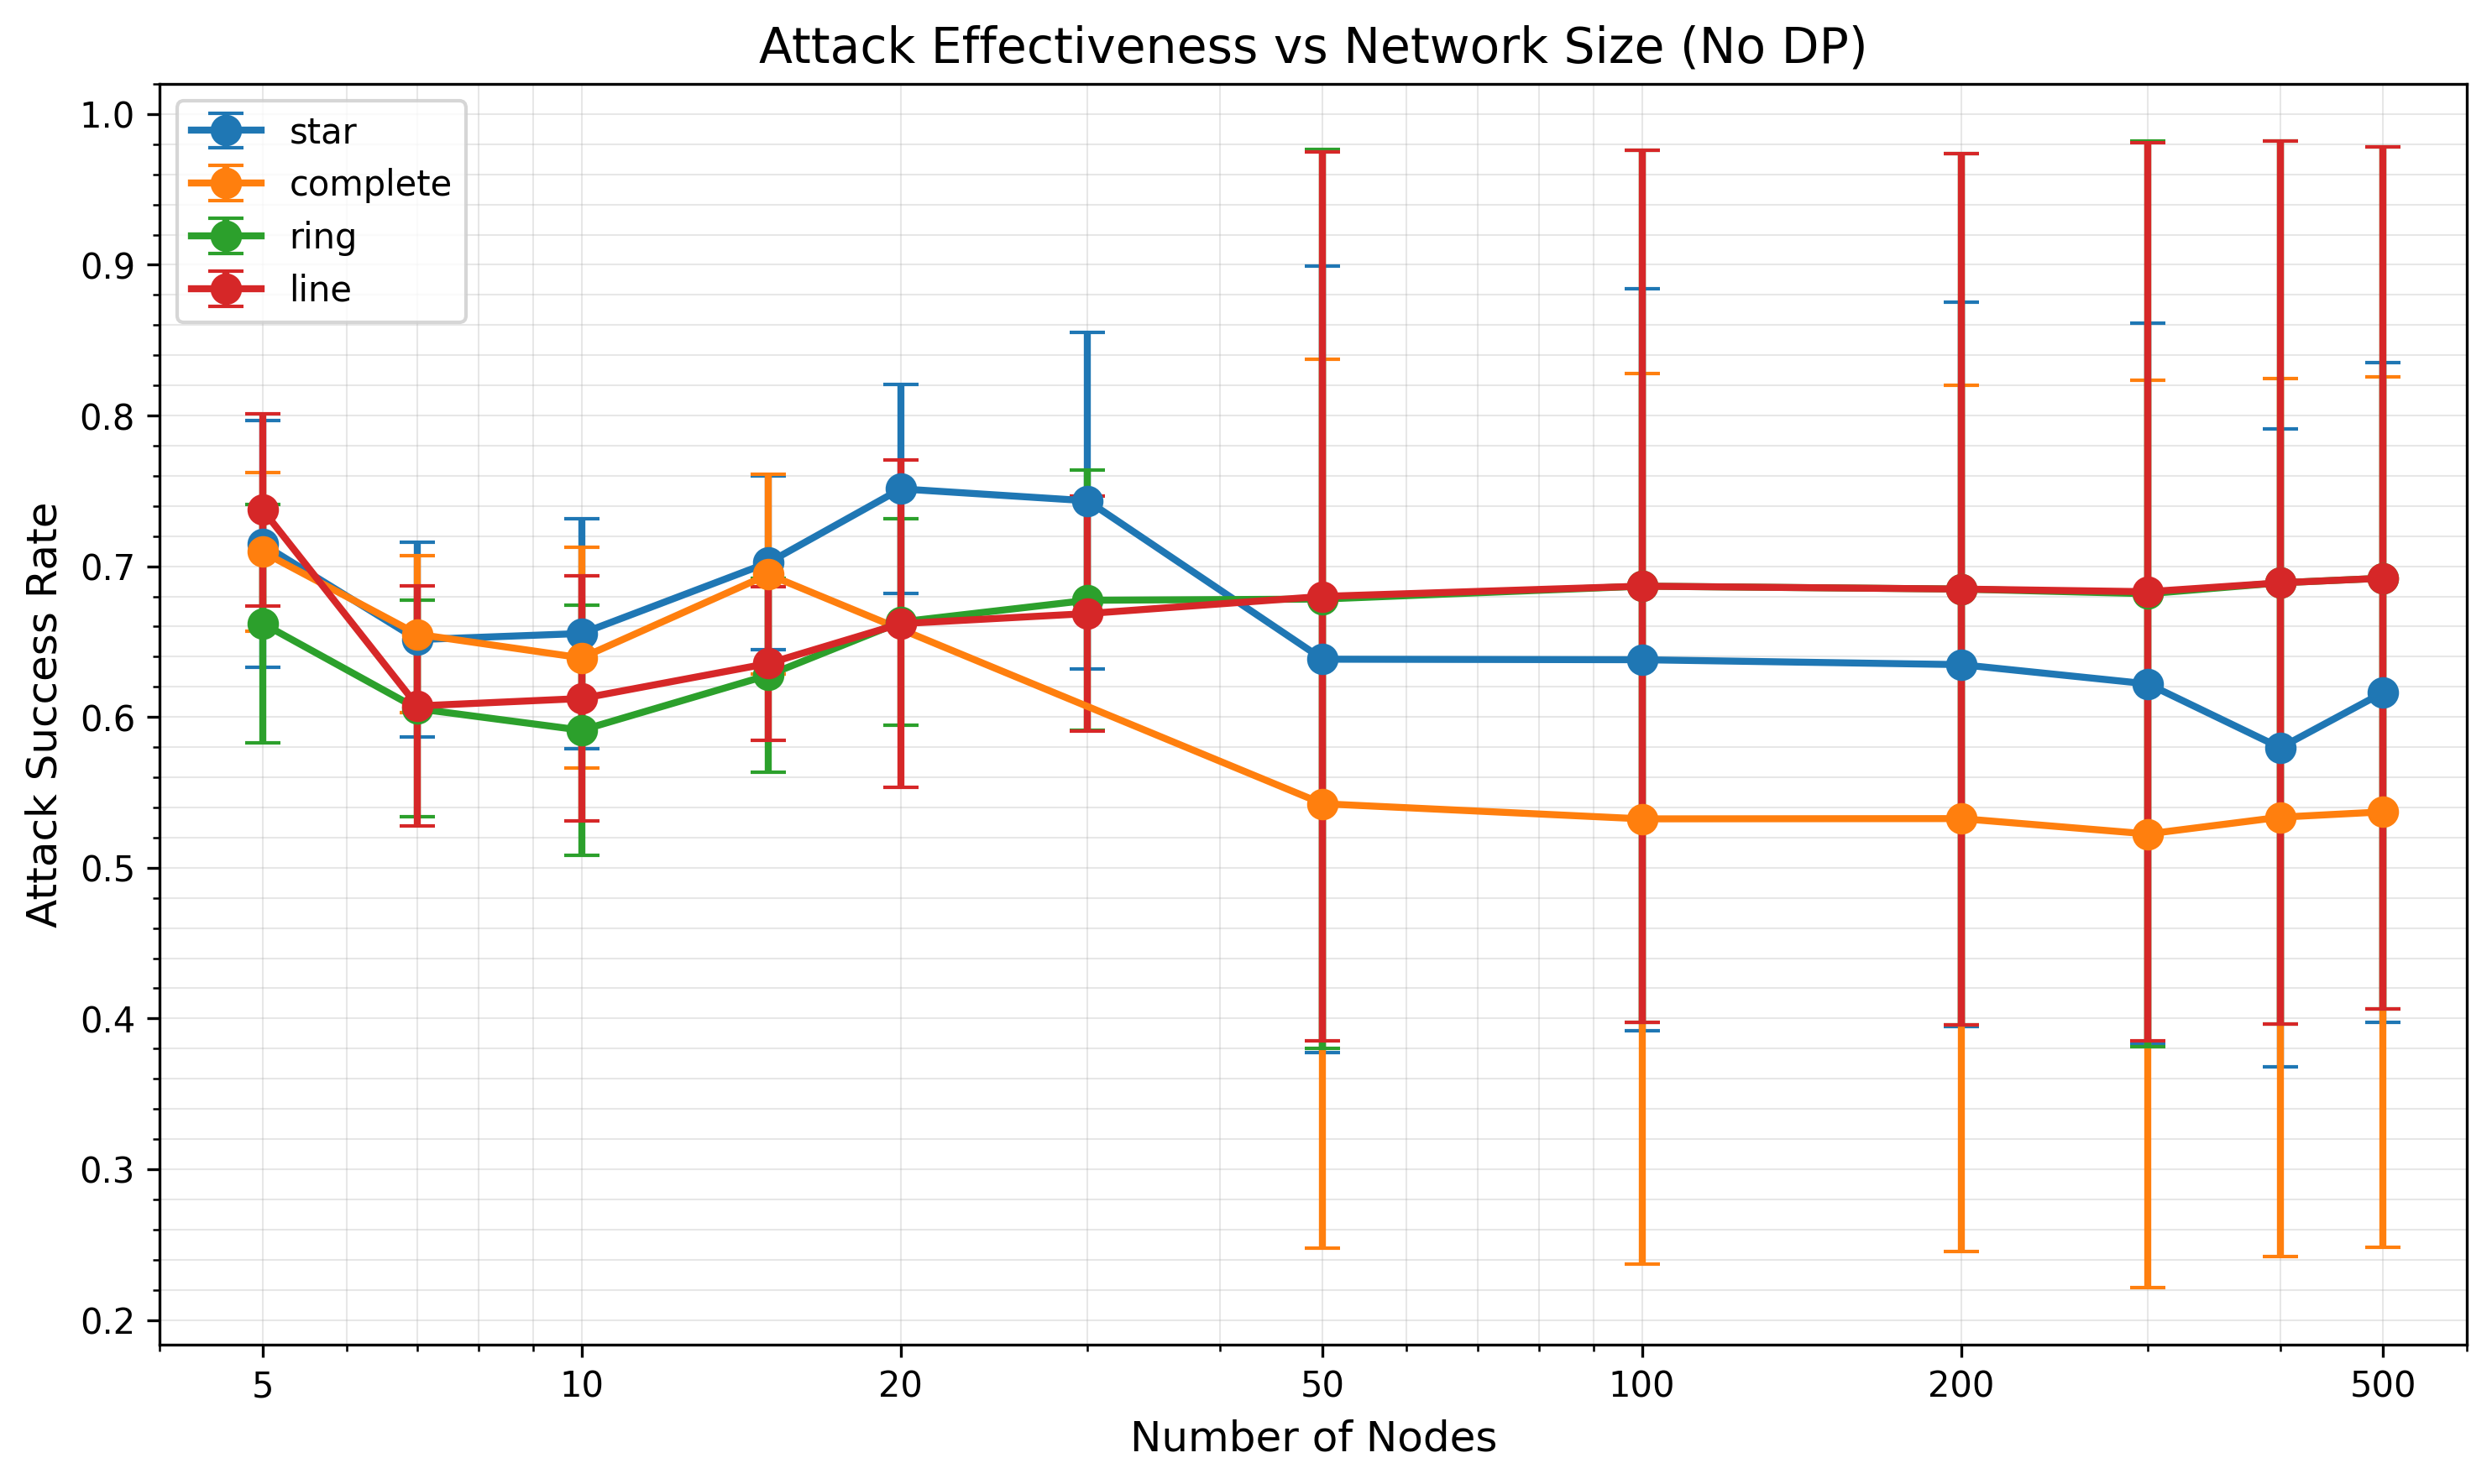 Attack Effectiveness vs Network Size (No DP)
star
complete
ring
line
Attack Success Rate
1.0
0.9
0.8
0.7
0.6
0.5
0.4
0.3
0.2
5 10 20 50 100 200 500
Number of Nodes